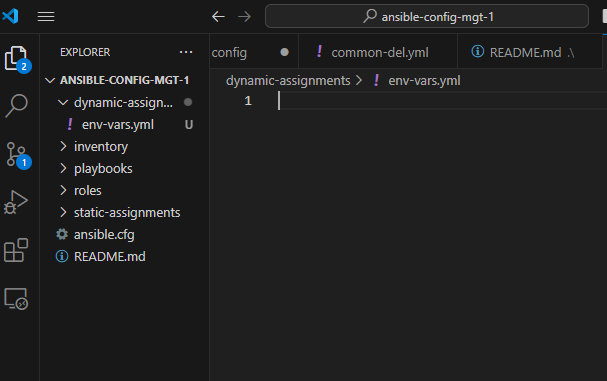 ansible-config-mgt-1
EXPLORER
config
common-del.yml
README.md .\
2
ANSIBLE-CONFIG-MGT-1
dynamic-assignments > env-vars.yml
dynamic-assign...
1
env-vars.yml U
inventory
1
playbooks
roles
static-assignments
ansible.cfg
README.md